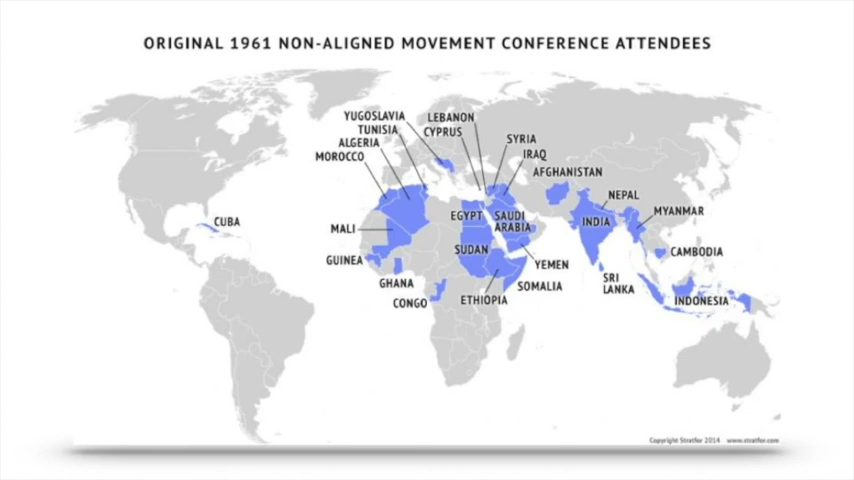 ORIGINAL 1961 NON-ALIGNED MOVEMENT CONFERENCE ATTENDEES
YUGOSLAVIA
LEBANON
TUNISIA
CYPRUS
ALGERIA
SYRIA
MOROCCO
IRAQ
AFGHANISTAN
NEPAL
MYANMAR
CUBA
EGYPT
SAUDI
ARABIA
INDIA
MALI
SUDAN
CAMBODIA
GUINEA
YEMEN
GHANA
SOMALIA
SRI
LANKA
CONGO
ETHIOPIA
INDONESIA
Copyright Stratfor 2014 www.stratfor.com